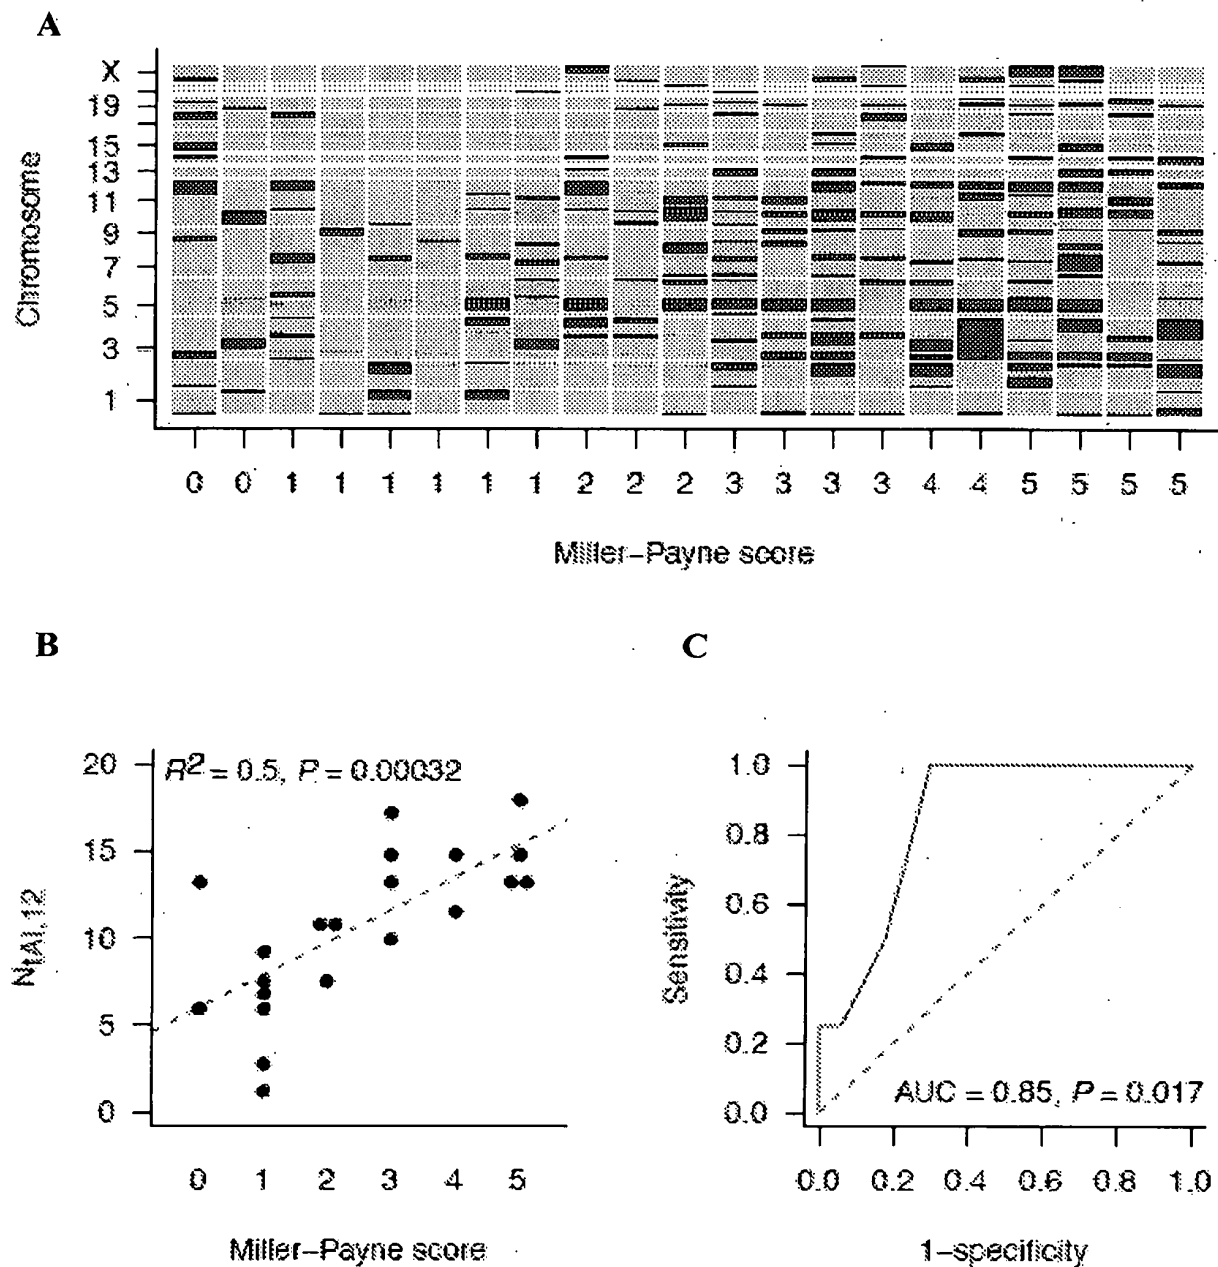 A
X
19
15
13
11
9
7
5
3
1
Chromosome
0 0 1 1 1 1 1 1 2 2 2 3 3 3 3 4 4 5 5 5 5
Miller-Payne score
B
20
15
10
5
0
NtAI,12
R2 = 0.5, P = 0.00032
0 1 2 3 4 5
Miller-Payne score
C
1.0
0.8
0.6
0.4
0.2
0.0
Sensitivity
AUC = 0.85, P = 0.017
0.0 0.2 0.4 0.6 0.8 1.0
1-specificity